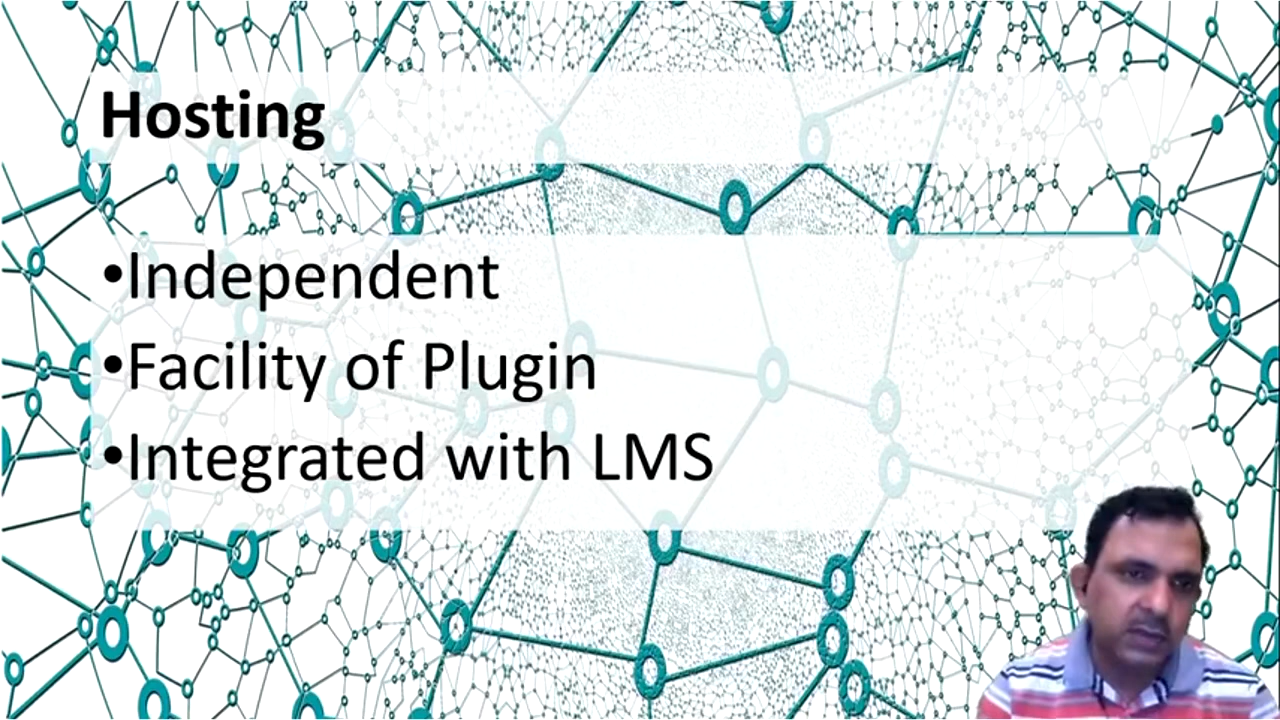 Hosting
•Independent
•Facility of Plugin
•Integrated with LMS